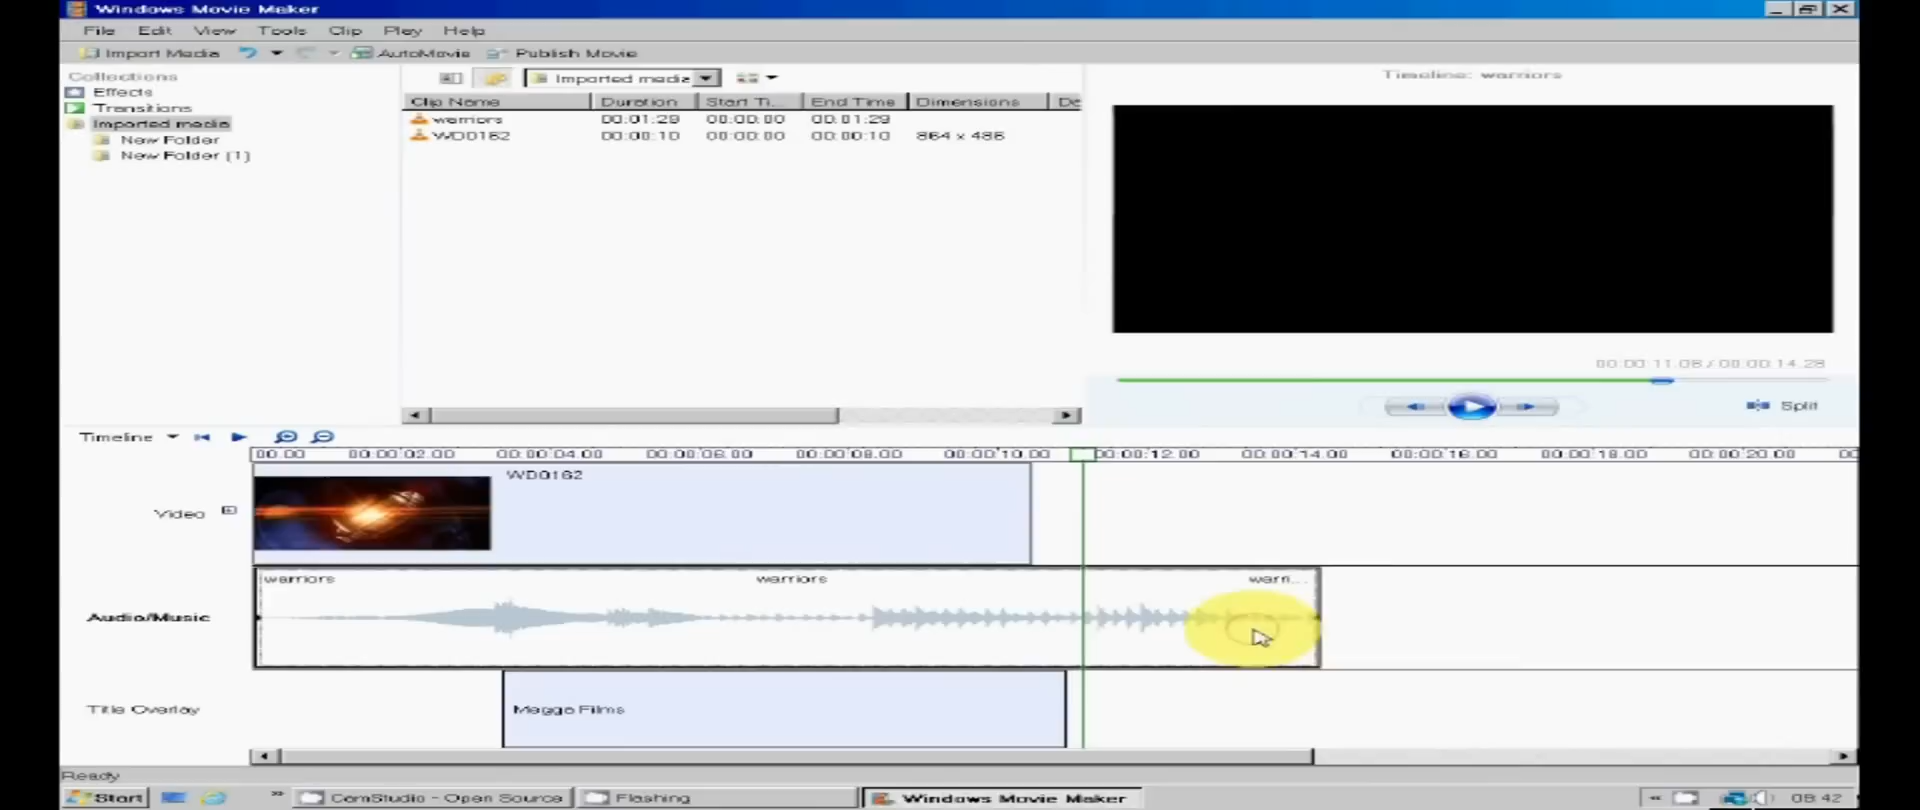 Windows Movie Maker
File Edit View Tools Clip Play Help
Import Media AutoMovie Publish Movie
Collections
Effects
Transitions
Imported media
New Folder
New Folder (1)
Imported media
Clip Name Duration Start Ti... End Time Dimensions De
warriors 00:01:29 00:00:00 00:01:29
WD0162 00:00:10 00:00:00 00:00:10 864 x 486
Timeline: warriors
00:00:11.08 / 00:00:14.28
Split
Timeline
00.00 00:00:02.00 00:00:04.00 00:00:06.00 00:00:08.00 00:00:10.00 00:00:12.00 00:00:14.00 00:00:16.00 00:00:18.00 00:00:20.00 00
Video
WD0162
warriors warriors warri...
Audio/Music
Title Overlay
Megga Films
Ready
Start CamStudio - Open Source Flashing Windows Movie Maker 08:42